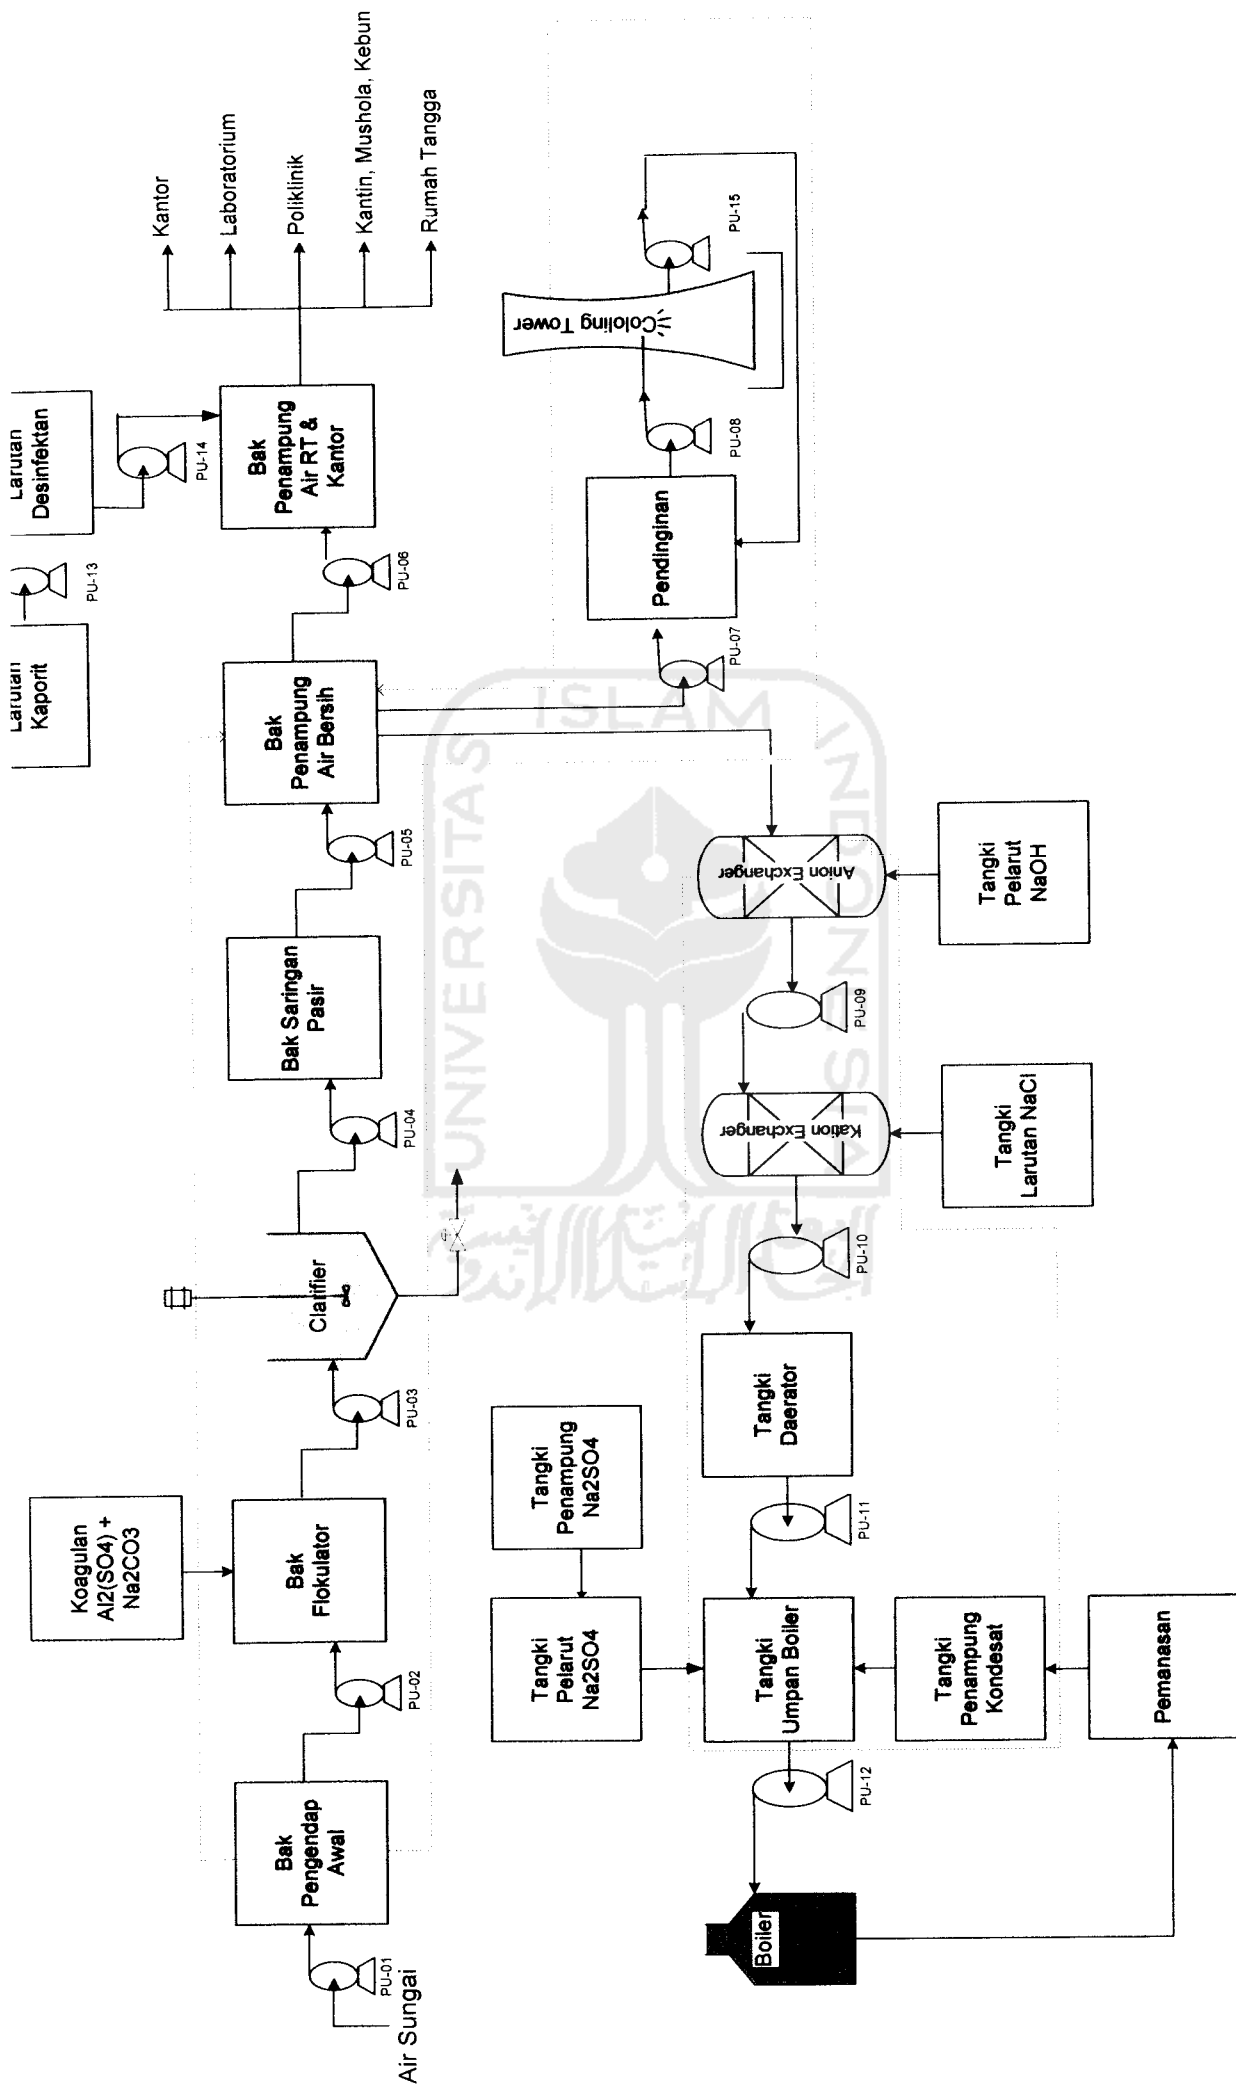 Larutan
Kaporit
PU-13
Larutan
Desinfektan
PU-14
Kantor
Laboratorium
Poliklinik
Kantin, Mushola, Kebun
Rumah Tangga
Air Sungai
PU-01
Bak
Pengendap
Awal
PU-02
Koagulan
Al2(SO4) +
Na2CO3
Bak
Flokulator
PU-03
Clarifier
PU-04
Bak Saringan
Pasir
PU-05
Bak
Penampung
Air Bersih
PU-06
Bak
Penampung
Air RT &
Kantor
PU-07
Pendinginan
PU-08
Cololing Tower
PU-15
Anion Exchanger
Tangki
Pelarut
NaOH
PU-09
Kation Exchanger
Tangki
Larutan NaCl
PU-10
Tangki
Daerator
PU-11
Tangki
Penampung
Na2SO4
Tangki
Pelarut
Na2SO4
Tangki
Umpan Boiler
Tangki
Penampung
Kondesat
Pemanasan
PU-12
Boiler
UNIVERSITAS
ISLAM
INDONESIA